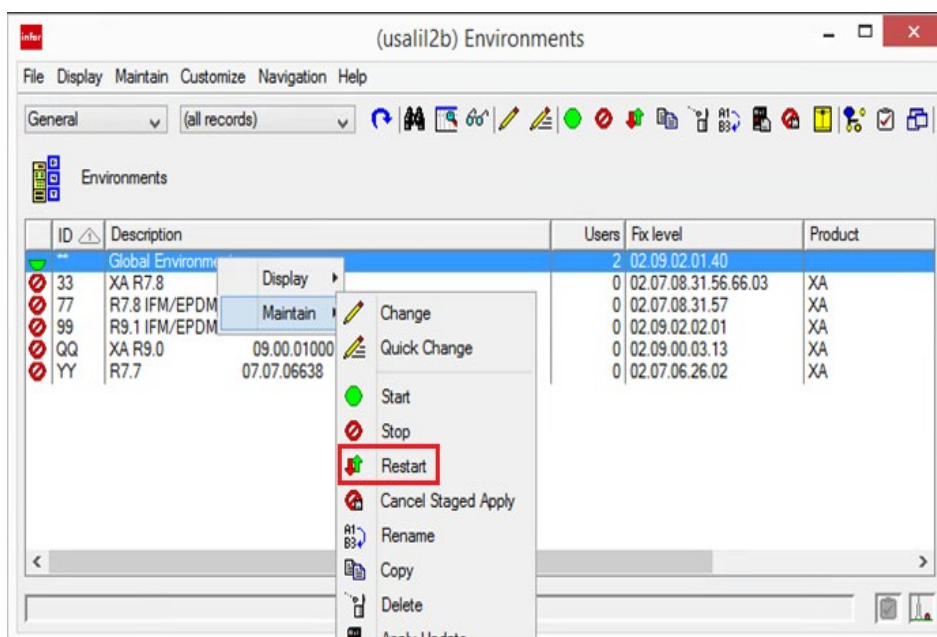 infor
(usalil2b) Environments
File Display Maintain Customize Navigation Help
General (all records)
Environments
ID Description Users Fix level Product
** Global Environme 2 02.09.02.01.40
33 XA R7.8 0 02.07.08.31.56.66.03 XA
77 R7.8 IFM/EPDM 0 02.07.08.31.57 XA
99 R9.1 IFM/EPDM 0 02.09.02.02.01 XA
QQ XA R9.0 09.00.01000 0 02.09.00.03.13 XA
YY R7.7 07.07.06638 0 02.07.06.26.02 XA
Display
Maintain
Change
Quick Change
Start
Stop
Restart
Cancel Staged Apply
Rename
Copy
Delete
Apply Update